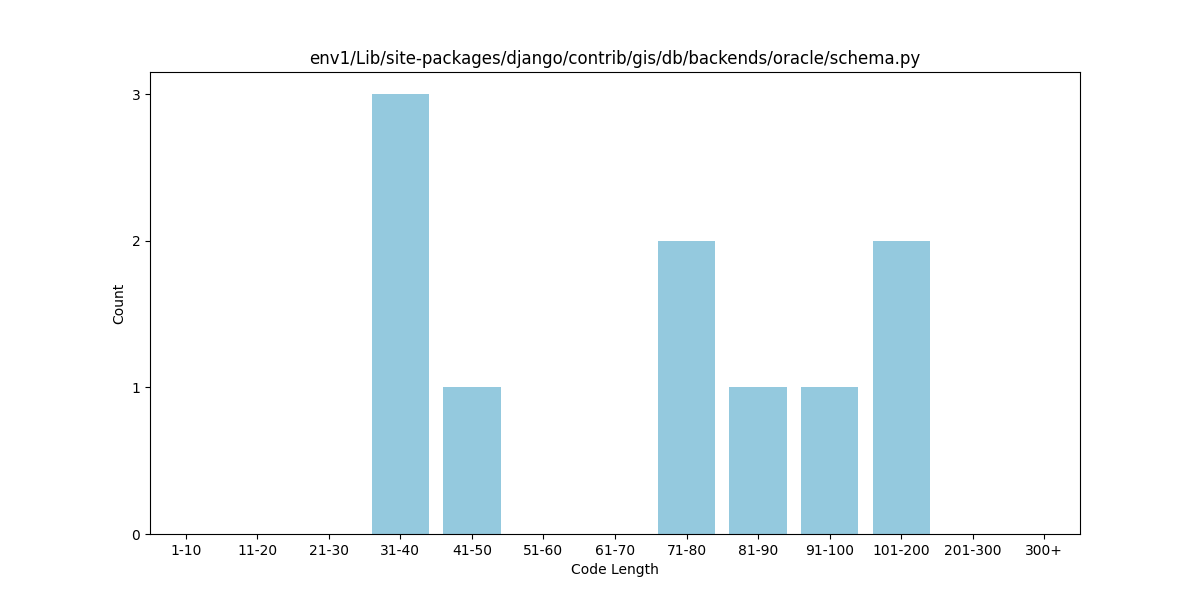 env1/Lib/site-packages/django/contrib/gis/db/backends/oracle/schema.py
3
2
1
0
Count
1-10 11-20 21-30 31-40 41-50 51-60 61-70 71-80 81-90 91-100 101-200 201-300 300+
Code Length